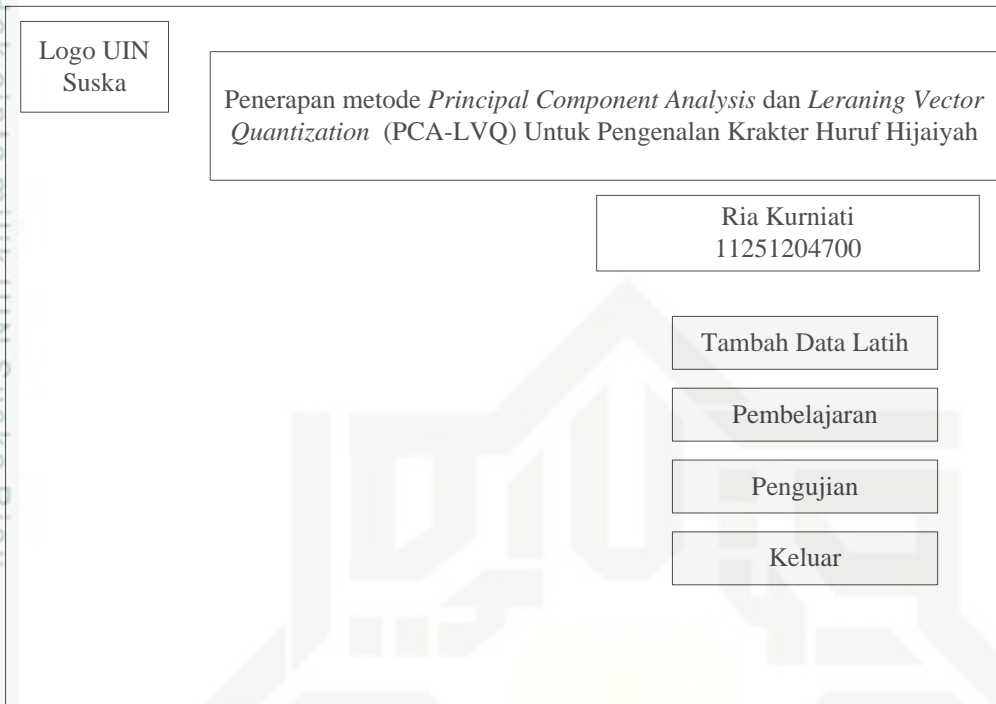 Logo UIN
Suska
Penerapan metode Principal Component Analysis dan Leraning Vector
Quantization (PCA-LVQ) Untuk Pengenalan Krakter Huruf Hijaiyah
Ria Kurniati
11251204700
Tambah Data Latih
Pembelajaran
Pengujian
Keluar